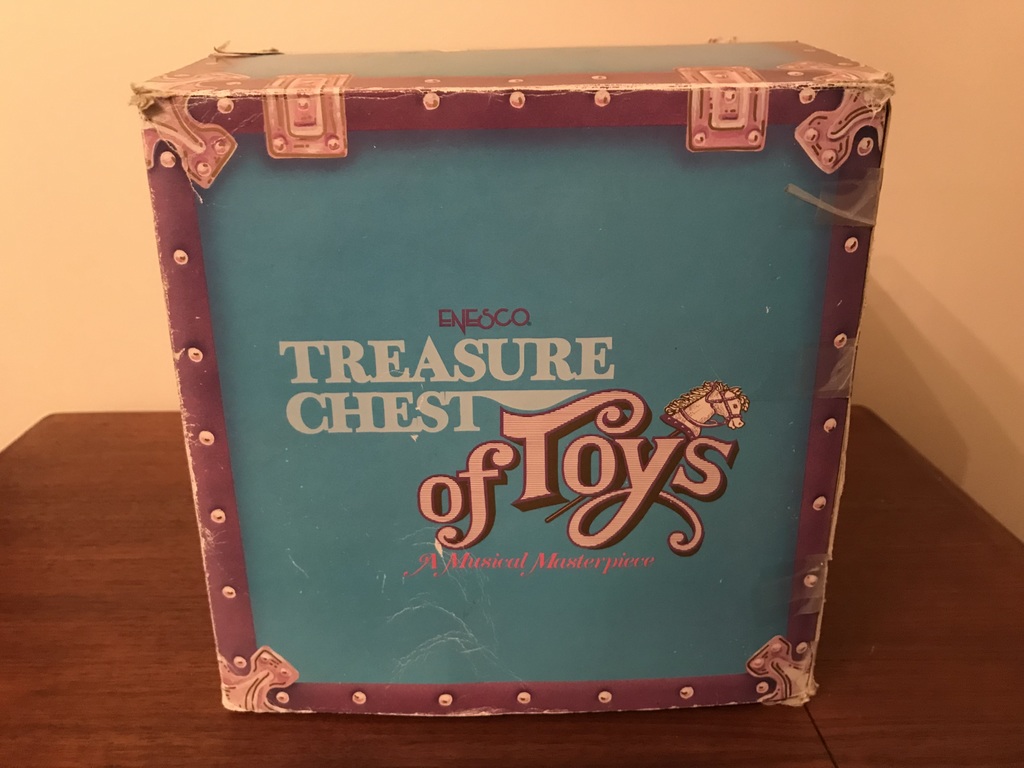 ENESCO
TREASURE
CHEST
of Toys
A Musical Masterpiece